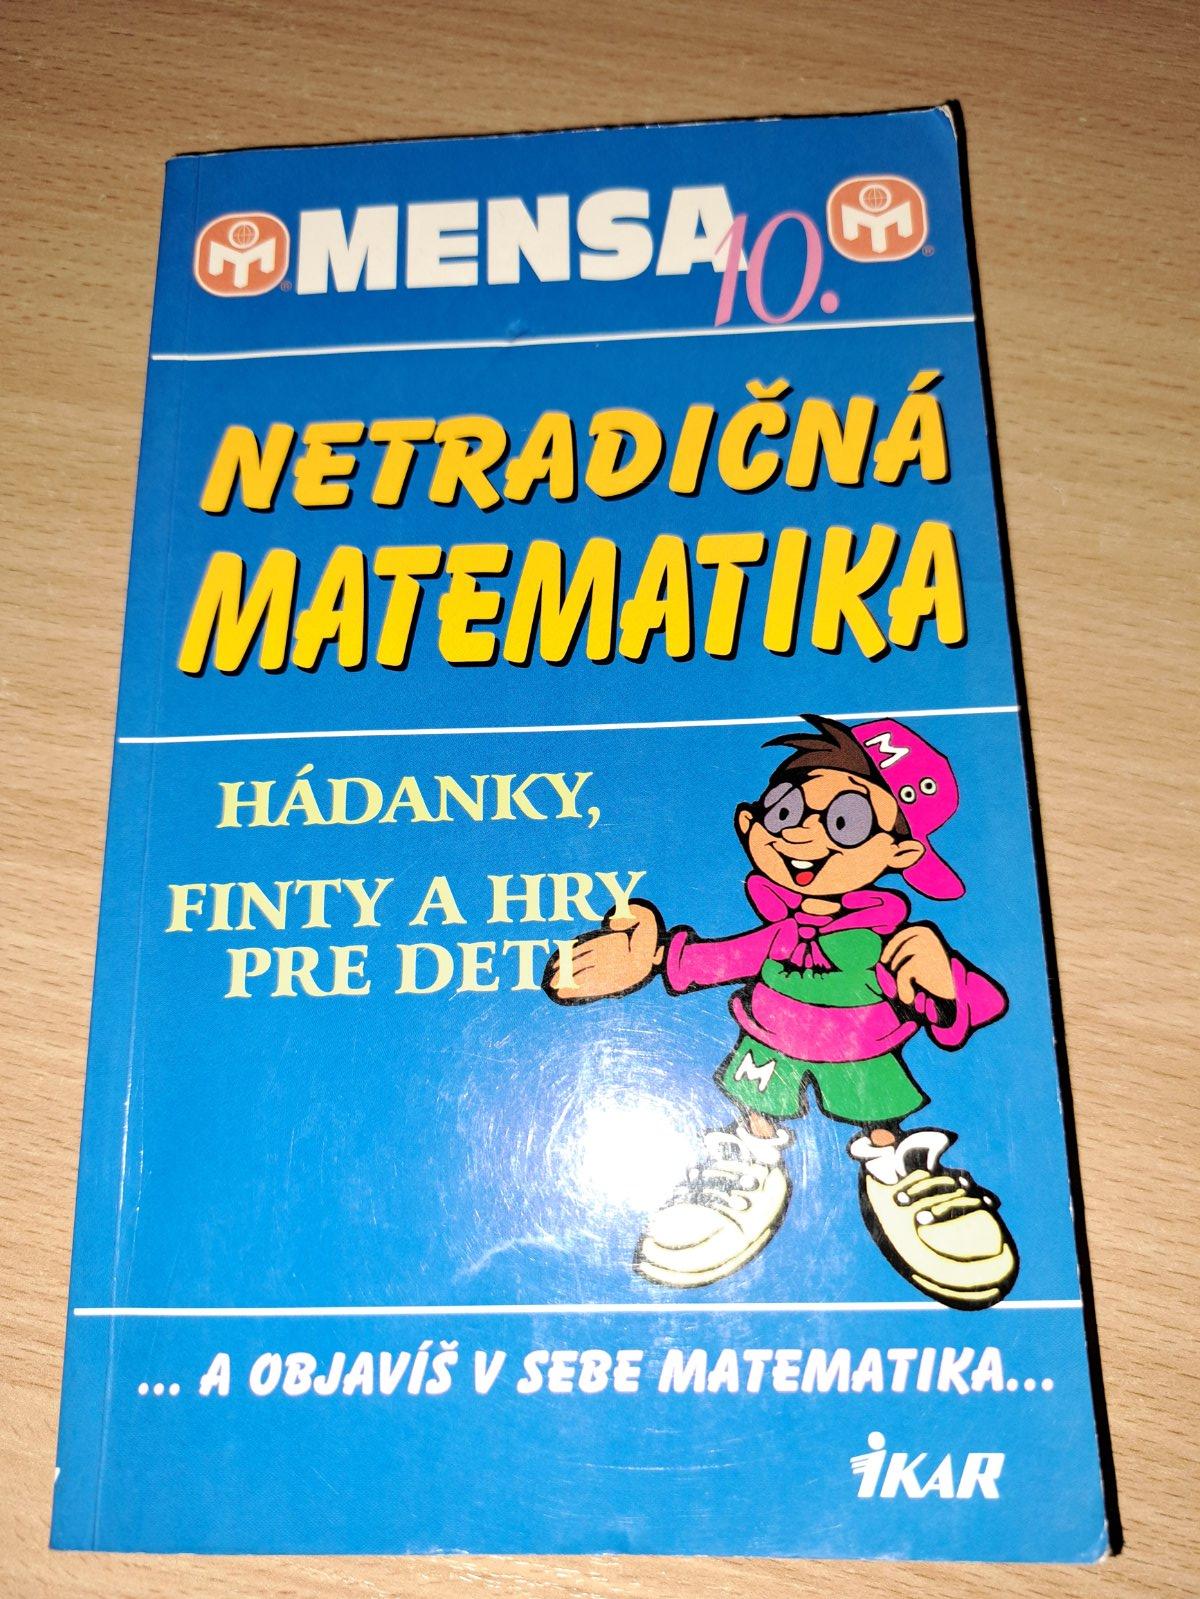 MENSA 10.
NETRADIČNÁ
MATEMATIKA
HÁDANKY,
FINTY A HRY
PRE DETI
M
M
... A OBJAVÍŠ V SEBE MATEMATIKA...
IKAR